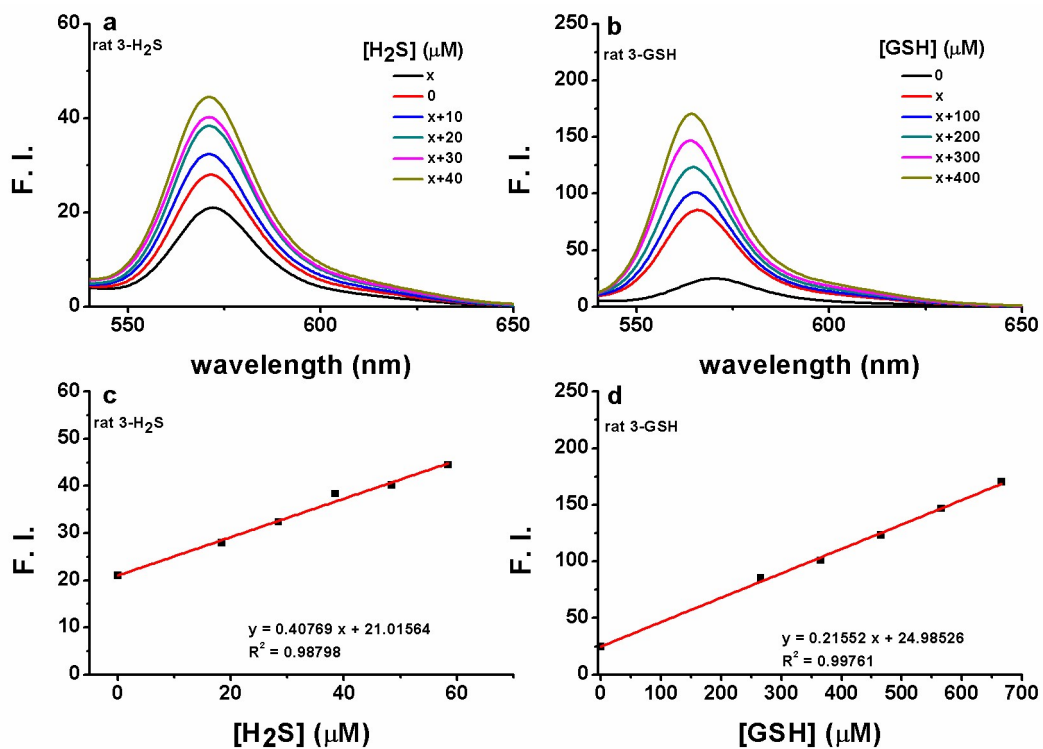 a
rat 3-H₂S
[H₂S] (μM)
x
0
x+10
x+20
x+30
x+40
60
40
20
0
F. I.
550
600
650
wavelength (nm)
b
rat 3-GSH
[GSH] (μM)
0
x
x+100
x+200
x+300
x+400
250
200
150
100
50
0
F. I.
550
600
650
wavelength (nm)
c
rat 3-H₂S
60
50
40
30
20
10
0
F. I.
y = 0.40769 x + 21.01564
R² = 0.98798
0
20
40
60
[H₂S] (μM)
d
rat 3-GSH
250
200
150
100
50
0
F. I.
y = 0.21552 x + 24.98526
R² = 0.99761
0
100
200
300
400
500
600
700
[GSH] (μM)